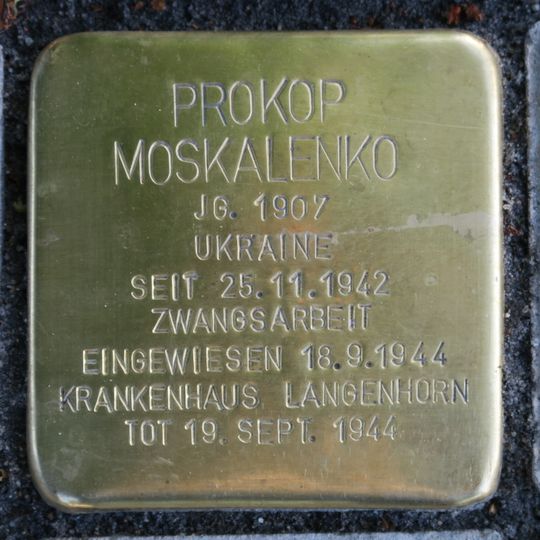 PROKOP
MOSKALENKO
JG. 1907
UKRAINE
SEIT 25.11.1942
ZWANGSARBEIT
EINGEWIESEN 18.9.1944
KRANKENHAUS LANGENHORN
TOT 19. SEPT. 1944